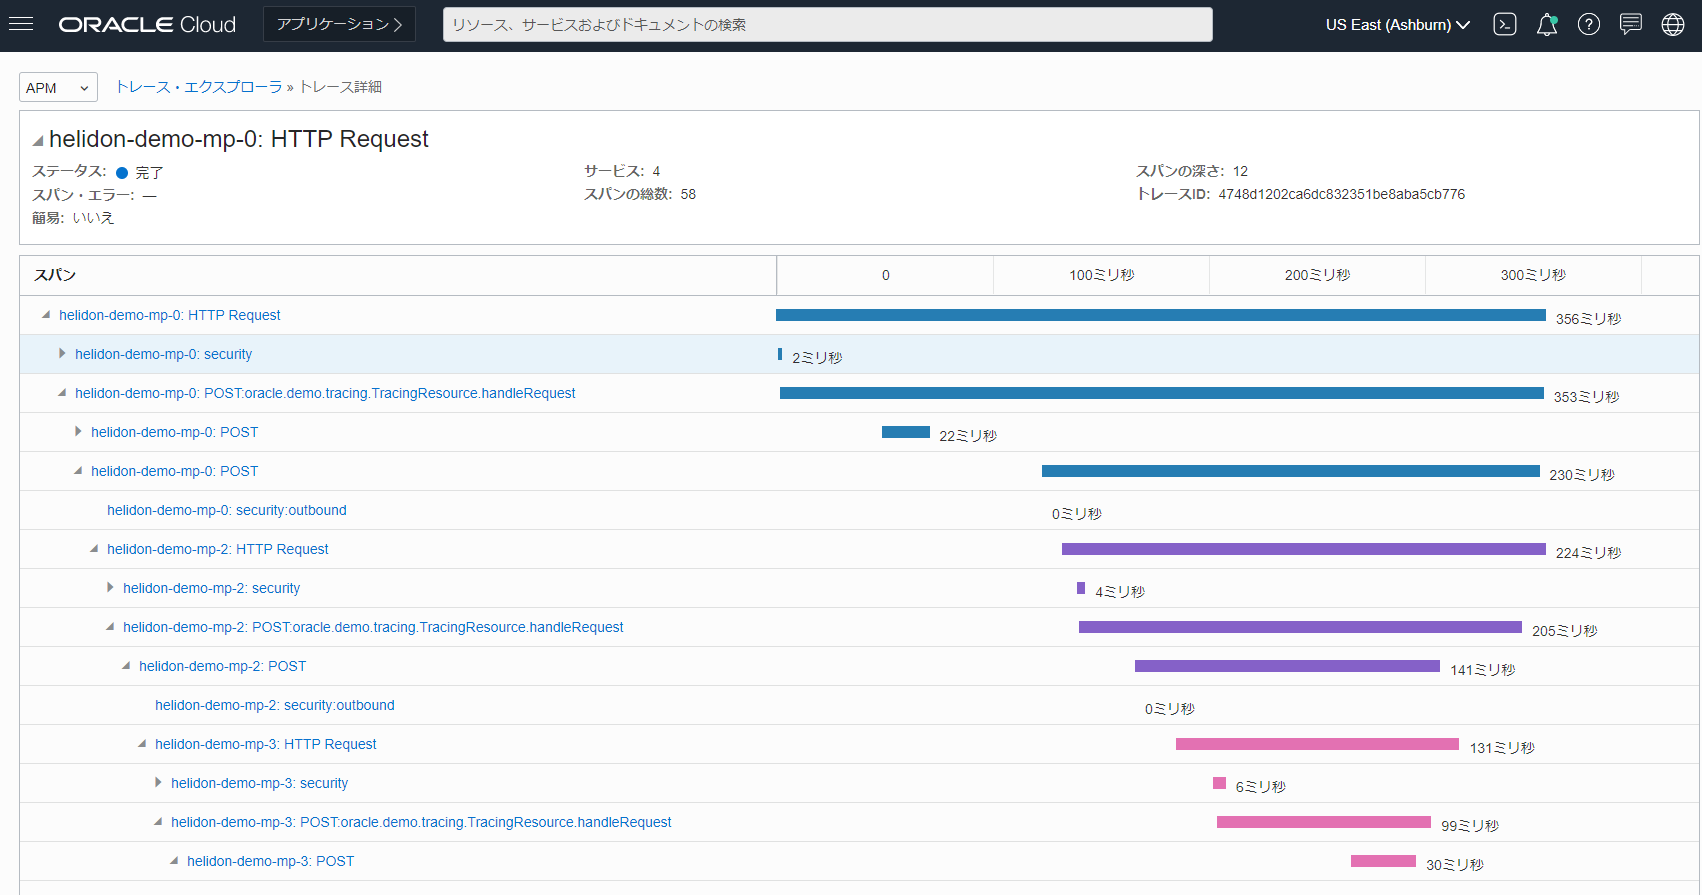 ORACLE Cloud アプリケーション リソース、サービスおよびドキュメントの検索 US East (Ashburn)
APM トレース・エクスプローラ » トレース詳細
helidon-demo-mp-0: HTTP Request
ステータス: 完了 サービス: 4 スパンの深さ: 12
スパン・エラー: — スパンの総数: 58 トレースID: 4748d1202ca6dc832351be8aba5cb776
簡易: いいえ
スパン 0 100ミリ秒 200ミリ秒 300ミリ秒
helidon-demo-mp-0: HTTP Request 356ミリ秒
helidon-demo-mp-0: security 2ミリ秒
helidon-demo-mp-0: POST:oracle.demo.tracing.TracingResource.handleRequest 353ミリ秒
helidon-demo-mp-0: POST 22ミリ秒
helidon-demo-mp-0: POST 230ミリ秒
helidon-demo-mp-0: security:outbound 0ミリ秒
helidon-demo-mp-2: HTTP Request 224ミリ秒
helidon-demo-mp-2: security 4ミリ秒
helidon-demo-mp-2: POST:oracle.demo.tracing.TracingResource.handleRequest 205ミリ秒
helidon-demo-mp-2: POST 141ミリ秒
helidon-demo-mp-2: security:outbound 0ミリ秒
helidon-demo-mp-3: HTTP Request 131ミリ秒
helidon-demo-mp-3: security 6ミリ秒
helidon-demo-mp-3: POST:oracle.demo.tracing.TracingResource.handleRequest 99ミリ秒
helidon-demo-mp-3: POST 30ミリ秒